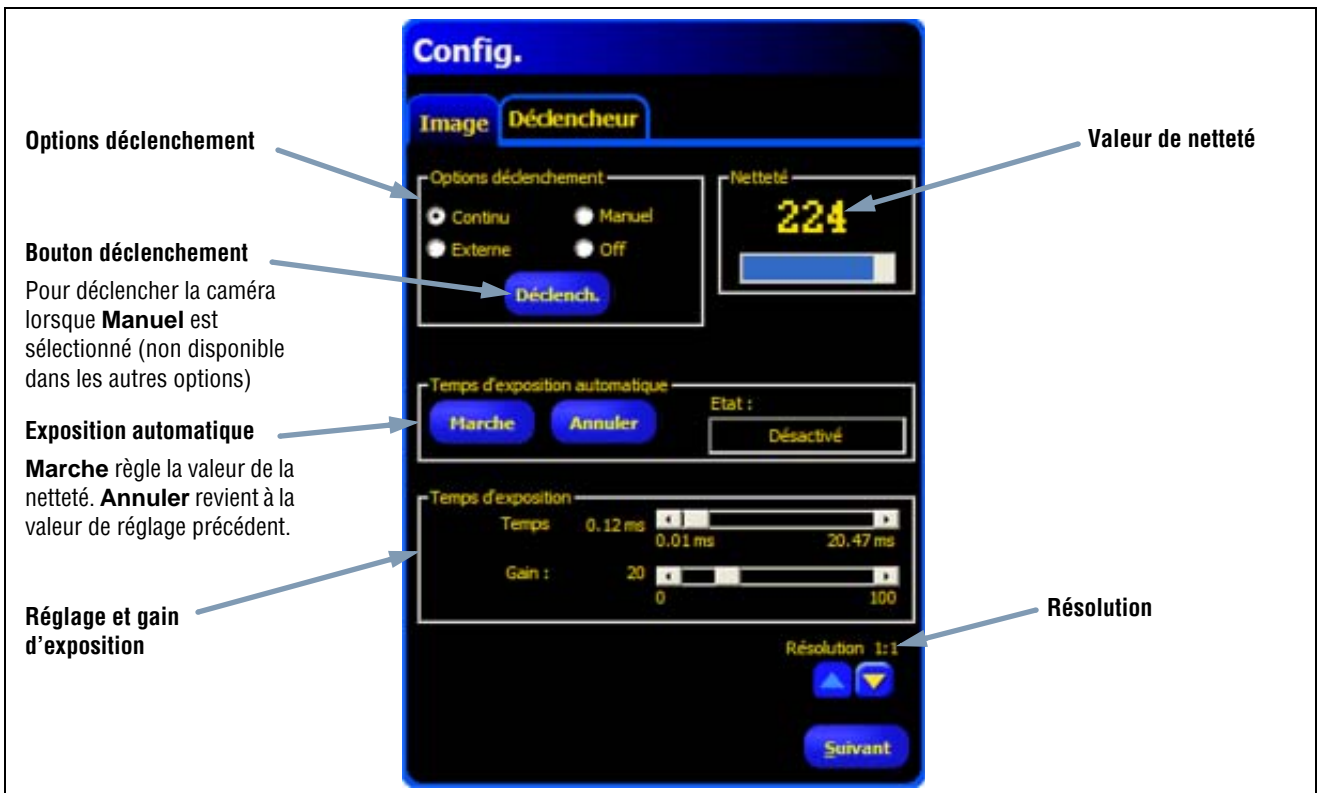 Config.
Image
Déclencheur
Options déclenchement
Valeur de netteté
Options déclenchement
Netteté
Continu
Manuel
224
Externe
Off
Déclench.
Bouton déclenchement
Pour déclencher la caméra
lorsque Manuel est
sélectionné (non disponible
dans les autres options)
Temps d'exposition automatique
Marche
Annuler
Etat :
Désactivé
Exposition automatique
Marche règle la valeur de la
netteté. Annuler revient à la
valeur de réglage précédent.
Temps d'exposition
Temps
0.12 ms
0.01 ms
20.47 ms
Gain :
20
0
100
Réglage et gain
d'exposition
Résolution
Résolution 1:1
Suivant